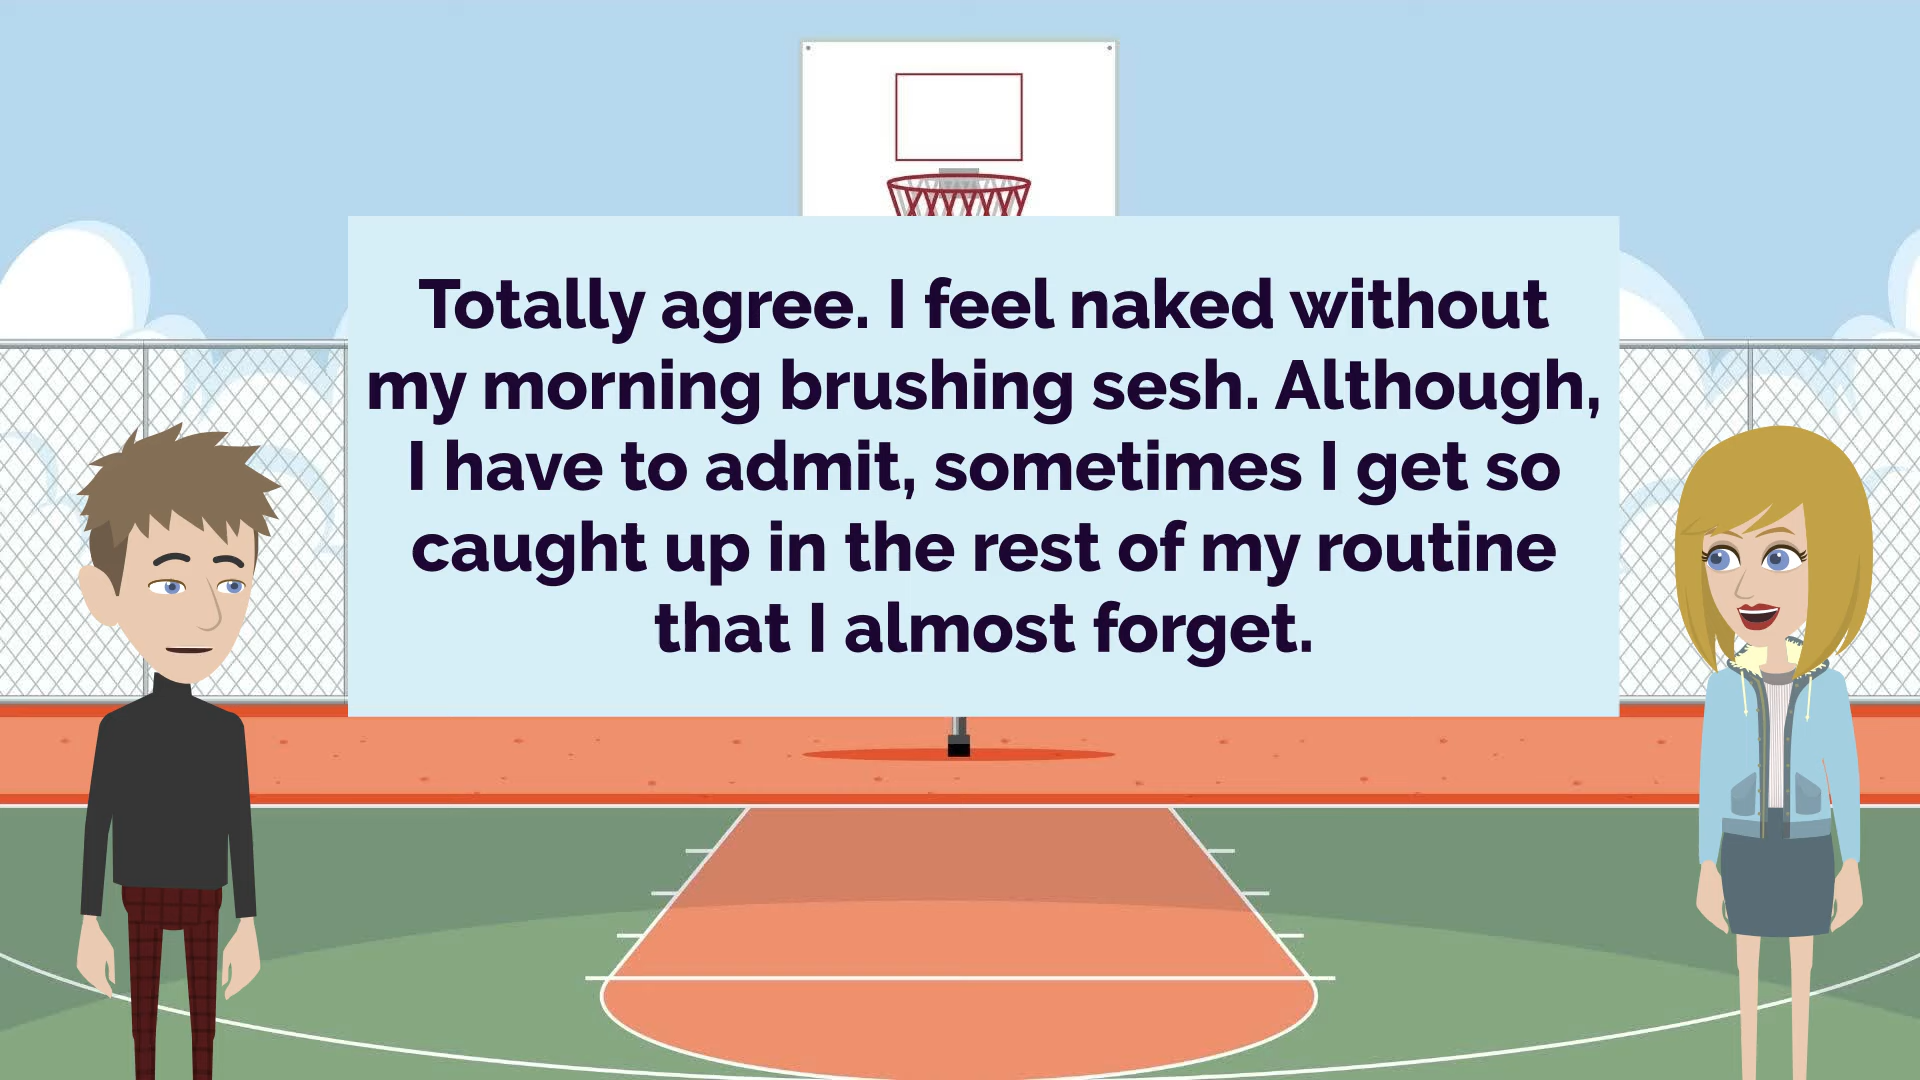 Totally agree. I feel naked without
my morning brushing sesh. Although,
I have to admit, sometimes I get so
caught up in the rest of my routine
that I almost forget.